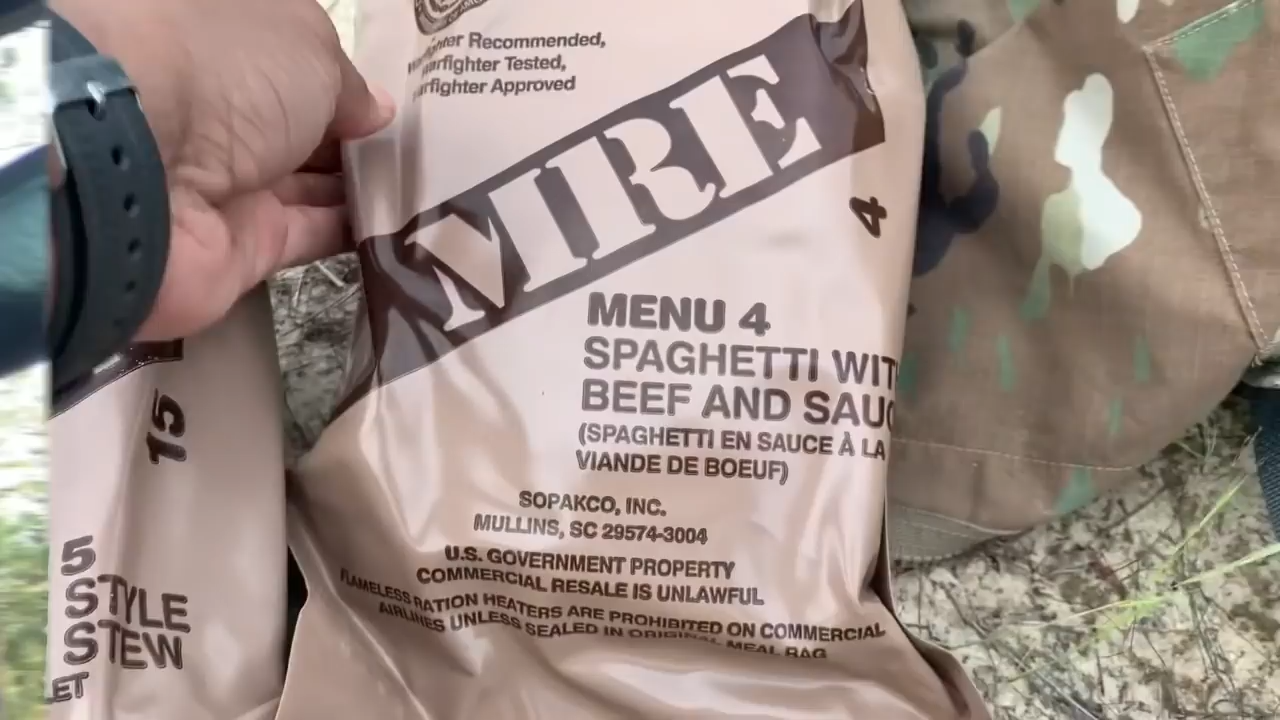 Recommended,
Tested,
Approved
MRE
4
MENU 4
SPAGHETTI WIT
BEEF AND SAUC
(SPAGHETTI EN SAUCE À LA
VIANDE DE BOEUF)
SOPAKCO, INC.
MULLINS, SC 29574-3004
U.S. GOVERNMENT PROPERTY
COMMERCIAL RESALE IS UNLAWFUL
FLAMELESS RATION HEATERS ARE PROHIBITED ON COMMERCIAL
AIRLINES UNLESS SEALED IN ORIGINAL MEAL BAG
15
5
STYLE
STEW
ET